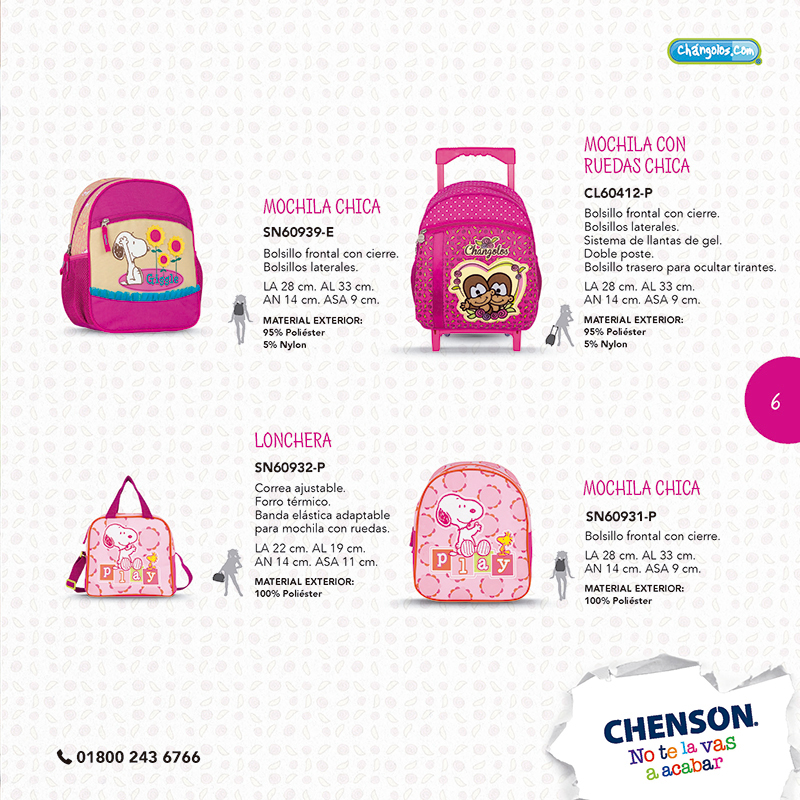 chángolos.com
MOCHILA CHICA
SN60939-E
Bolsillo frontal con cierre.
Bolsillos laterales.
LA 28 cm. AL 33 cm.
AN 14 cm. ASA 9 cm.
MATERIAL EXTERIOR:
95% Poliéster
5% Nylon
Chángolos
MOCHILA CON
RUEDAS CHICA
CL60412-P
Bolsillo frontal con cierre.
Bolsillos laterales.
Sistema de llantas de gel.
Doble poste.
Bolsillo trasero para ocultar tirantes.
LA 28 cm. AL 33 cm.
AN 14 cm. ASA 9 cm.
MATERIAL EXTERIOR:
95% Poliéster
5% Nylon
6
play
LONCHERA
SN60932-P
Correa ajustable.
Forro térmico.
Banda elástica adaptable
para mochila con ruedas.
LA 22 cm. AL 19 cm.
AN 14 cm. ASA 11 cm.
MATERIAL EXTERIOR:
100% Poliéster
play
MOCHILA CHICA
SN60931-P
Bolsillo frontal con cierre.
LA 28 cm. AL 33 cm.
AN 14 cm. ASA 9 cm.
MATERIAL EXTERIOR:
100% Poliéster
01800 243 6766
CHENSON.
No te la vas
a acabar